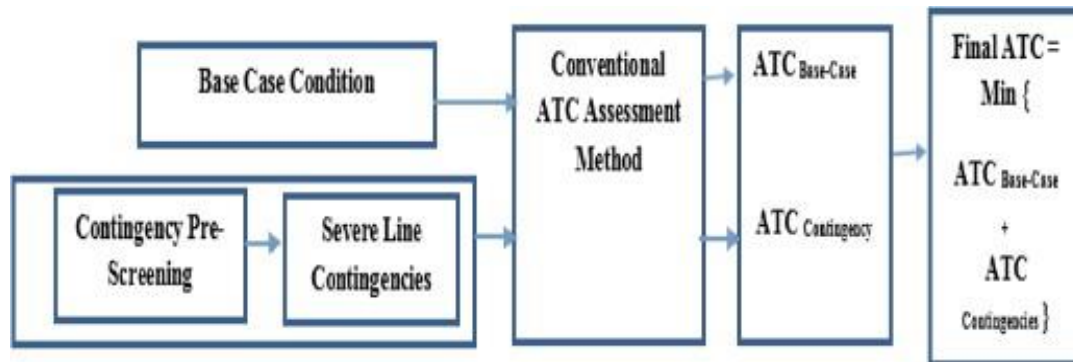 Base Case Condition
Contingency Pre-
Screening
Severe Line
Contingencies
Conventional
ATC Assessment
Method
ATC Base-Case
ATC Contingency
Final ATC =
Min {
ATC Base-Case
+
ATC
Contingencies }